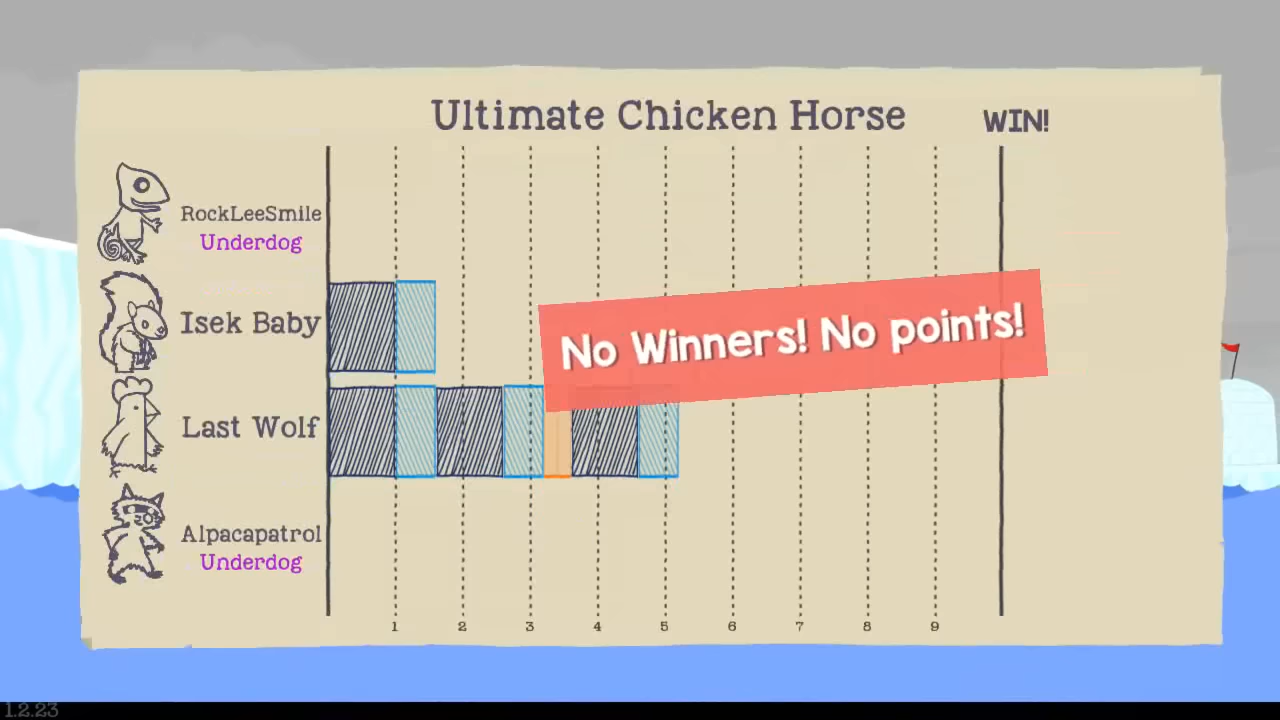 Ultimate Chicken Horse
WIN!
RockLeeSmile
Underdog
Isek Baby
No Winners! No points!
Last Wolf
Alpacapatrol
Underdog
1 2 3 4 5 6 7 8 9
1.2.23